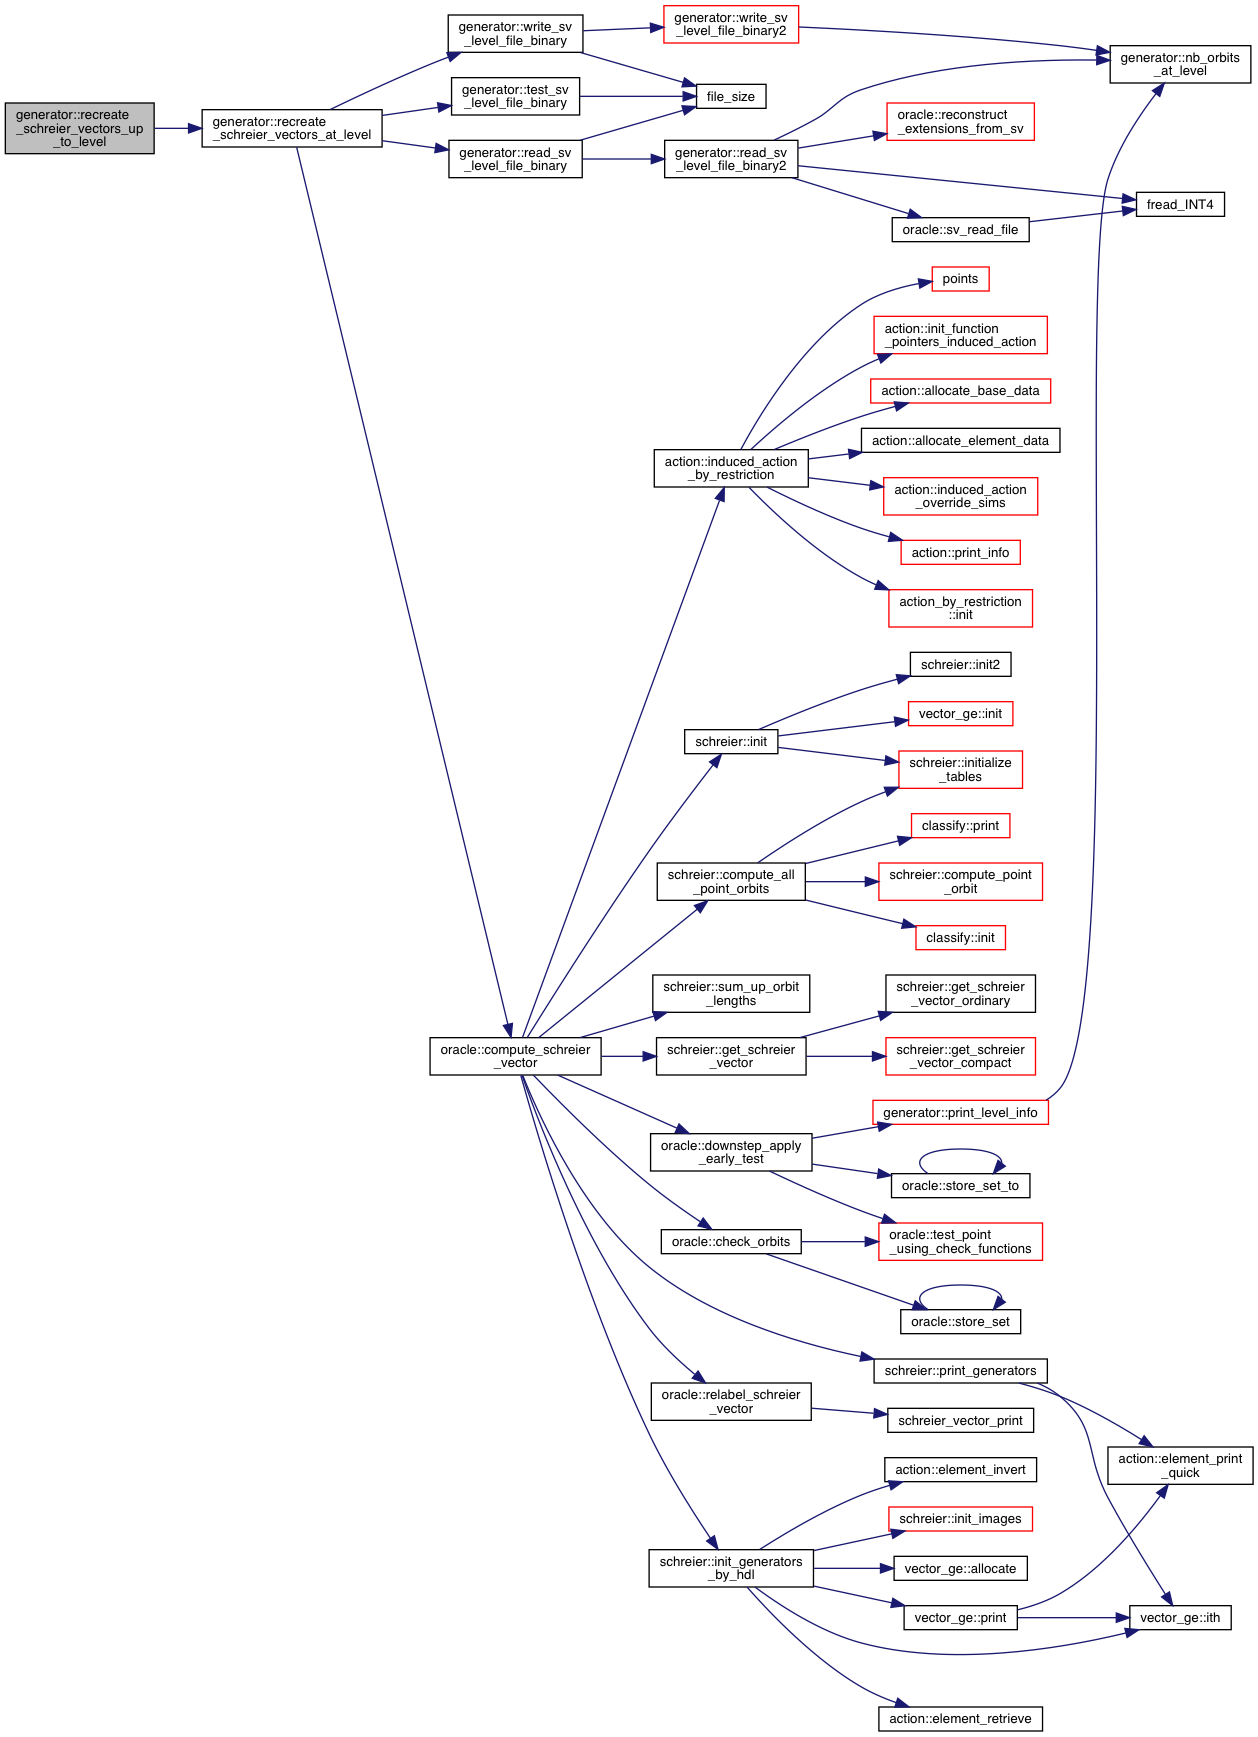 generator::recreate
_schreier_vectors_up
_to_level
generator::recreate
_schreier_vectors_at_level
generator::write_sv
_level_file_binary
generator::test_sv
_level_file_binary
generator::read_sv
_level_file_binary
generator::write_sv
_level_file_binary2
file_size
generator::read_sv
_level_file_binary2
generator::nb_orbits
_at_level
oracle::reconstruct
_extensions_from_sv
fread_INT4
oracle::sv_read_file
points
action::init_function
_pointers_induced_action
action::allocate_base_data
action::allocate_element_data
action::induced_action
_by_restriction
action::induced_action
_override_sims
action::print_info
action_by_restriction
::init
schreier::init2
vector_ge::init
schreier::init
schreier::initialize
_tables
classify::print
schreier::compute_all
_point_orbits
schreier::compute_point
_orbit
classify::init
schreier::sum_up_orbit
_lengths
schreier::get_schreier
_vector_ordinary
oracle::compute_schreier
_vector
schreier::get_schreier
_vector
schreier::get_schreier
_vector_compact
generator::print_level_info
oracle::downstep_apply
_early_test
oracle::store_set_to
oracle::check_orbits
oracle::test_point
_using_check_functions
oracle::store_set
schreier::print_generators
oracle::relabel_schreier
_vector
schreier_vector_print
action::element_print
_quick
action::element_invert
schreier::init_images
schreier::init_generators
_by_hdl
vector_ge::allocate
vector_ge::print
vector_ge::ith
action::element_retrieve